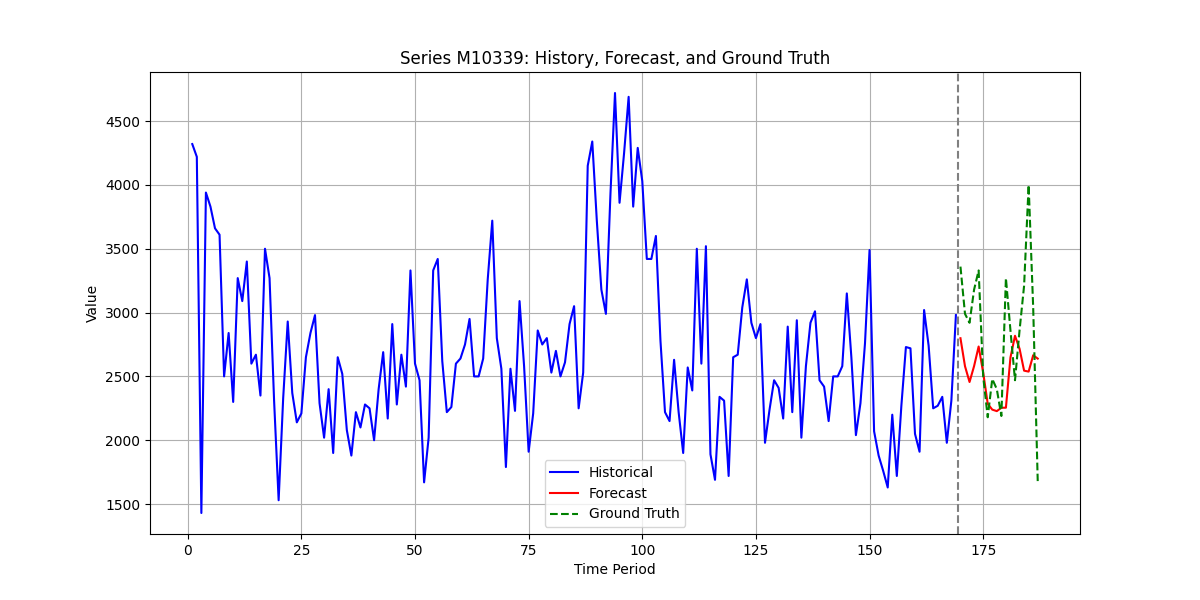 Series M10339: History, Forecast, and Ground Truth
4500
4000
3500
3000
2500
2000
1500
Value
0 25 50 75 100 125 150 175
Time Period
Historical
Forecast
Ground Truth